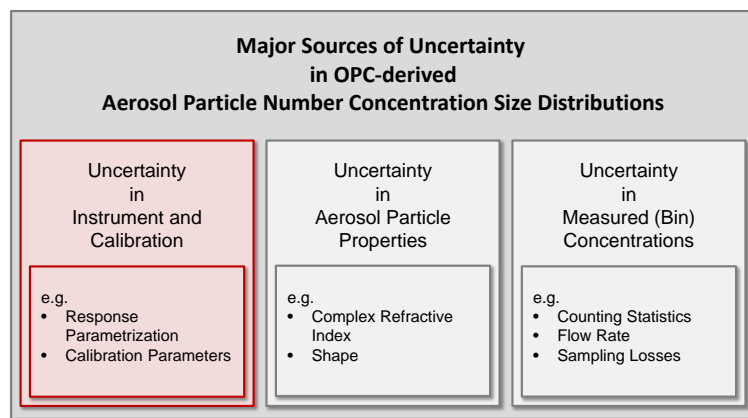 Major Sources of Uncertainty
in OPC-derived
Aerosol Particle Number Concentration Size Distributions
Uncertainty
in
Instrument and
Calibration
e.g.
• Response
Parametrization
• Calibration Parameters
Uncertainty
in
Aerosol Particle
Properties
e.g.
• Complex Refractive
Index
• Shape
Uncertainty
in
Measured (Bin)
Concentrations
e.g.
• Counting Statistics
• Flow Rate
• Sampling Losses